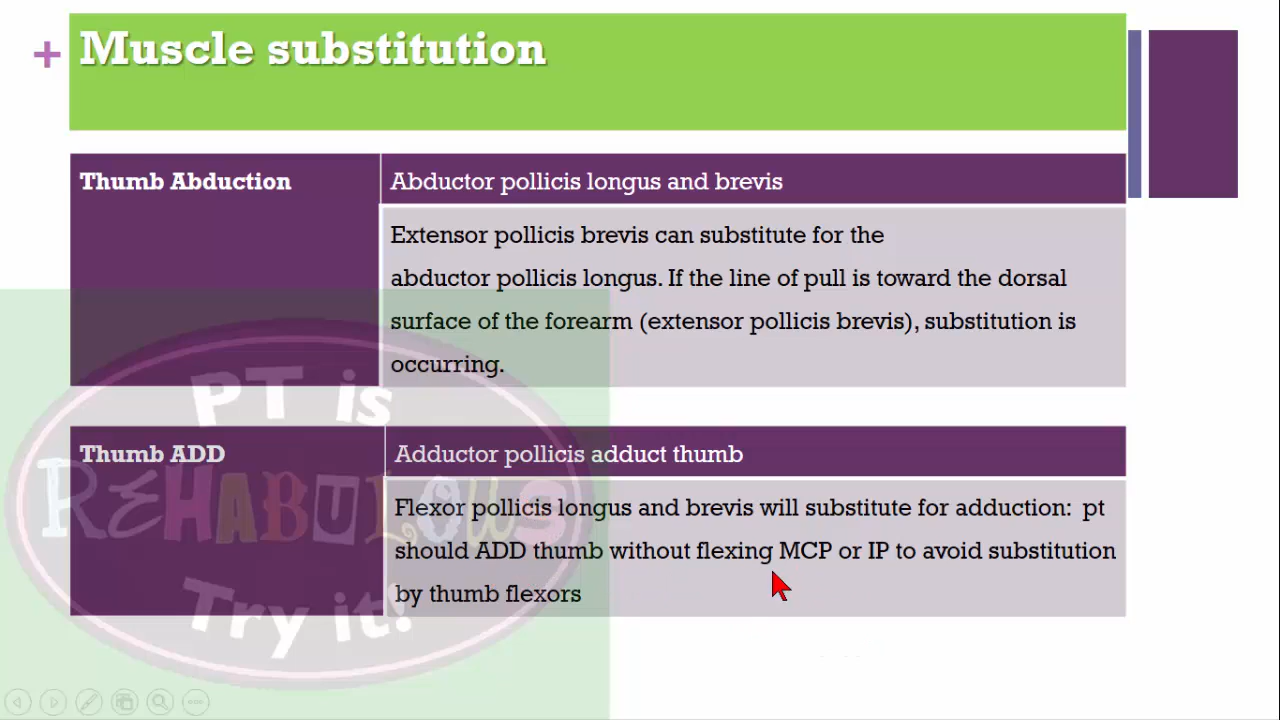 + Muscle substitution
Thumb Abduction
Abductor pollicis longus and brevis
Extensor pollicis brevis can substitute for the
abductor pollicis longus. If the line of pull is toward the dorsal
surface of the forearm (extensor pollicis brevis), substitution is
occurring.
Thumb ADD
Adductor pollicis adduct thumb
Flexor pollicis longus and brevis will substitute for adduction: pt
should ADD thumb without flexing MCP or IP to avoid substitution
by thumb flexors
PT is
REHABULOUS
Try it!